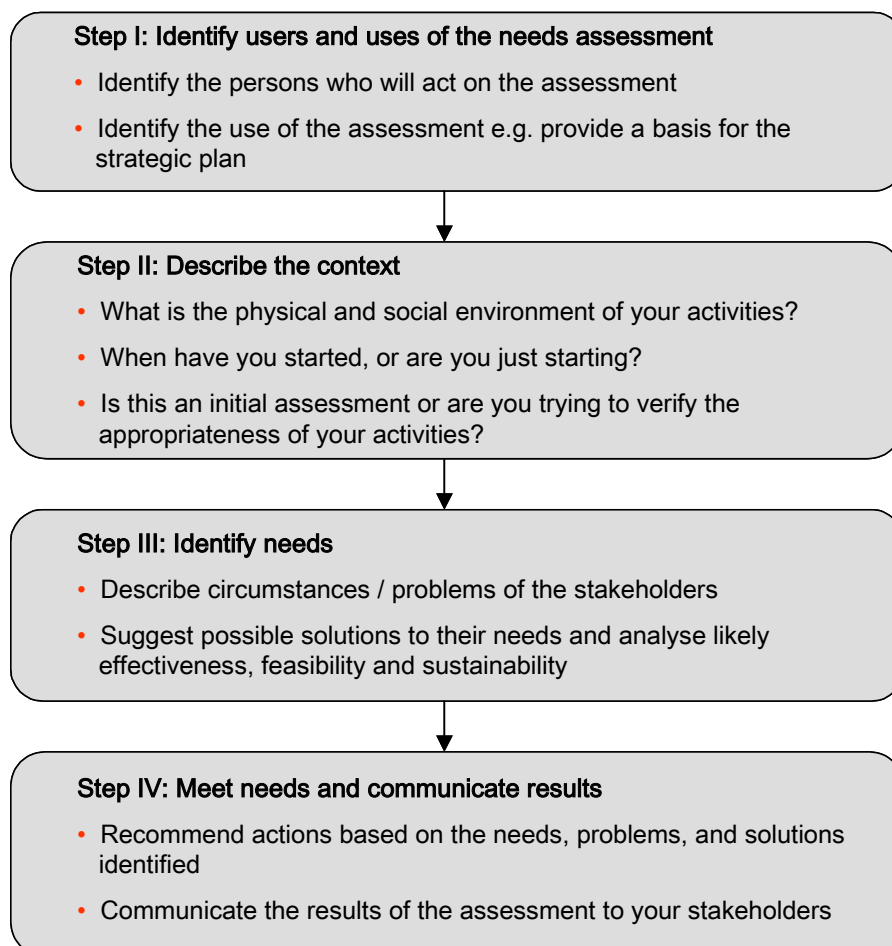 Step I: Identify users and uses of the needs assessment
• Identify the persons who will act on the assessment
• Identify the use of the assessment e.g. provide a basis for the
strategic plan
Step II: Describe the context
• What is the physical and social environment of your activities?
• When have you started, or are you just starting?
• Is this an initial assessment or are you trying to verify the
appropriateness of your activities?
Step III: Identify needs
• Describe circumstances / problems of the stakeholders
• Suggest possible solutions to their needs and analyse likely
effectiveness, feasibility and sustainability
Step IV: Meet needs and communicate results
• Recommend actions based on the needs, problems, and solutions
identified
• Communicate the results of the assessment to your stakeholders